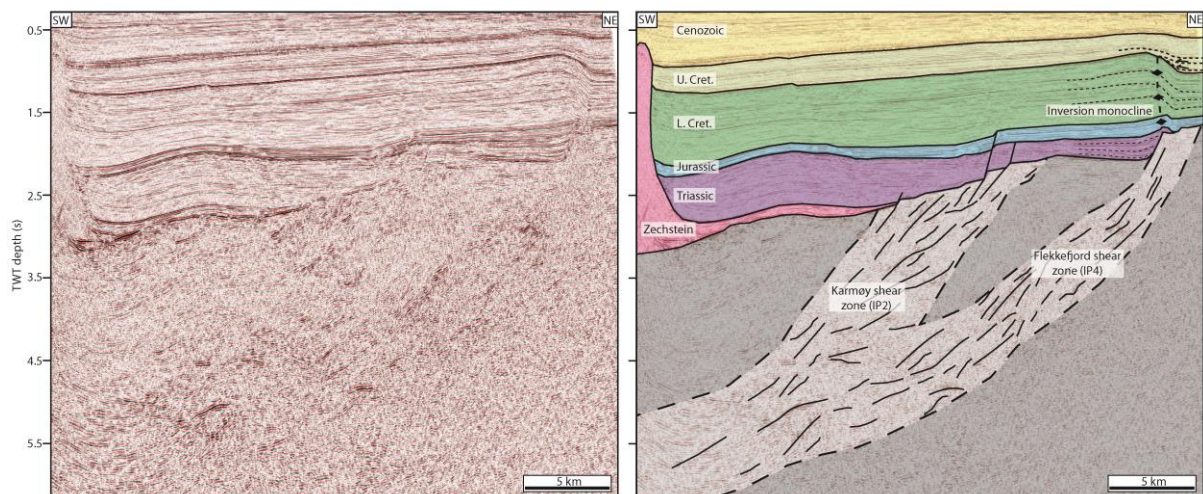 SW
NE
0.5
1.5
2.5
3.5
4.5
5.5
TWT depth (s)
5 km
SW
NE
Cenozoic
U. Cret.
L. Cret.
Inversion monocline
Jurassic
Triassic
Zechstein
Flekkefjord shear
zone (IP4)
Karmøy shear
zone (IP2)
5 km